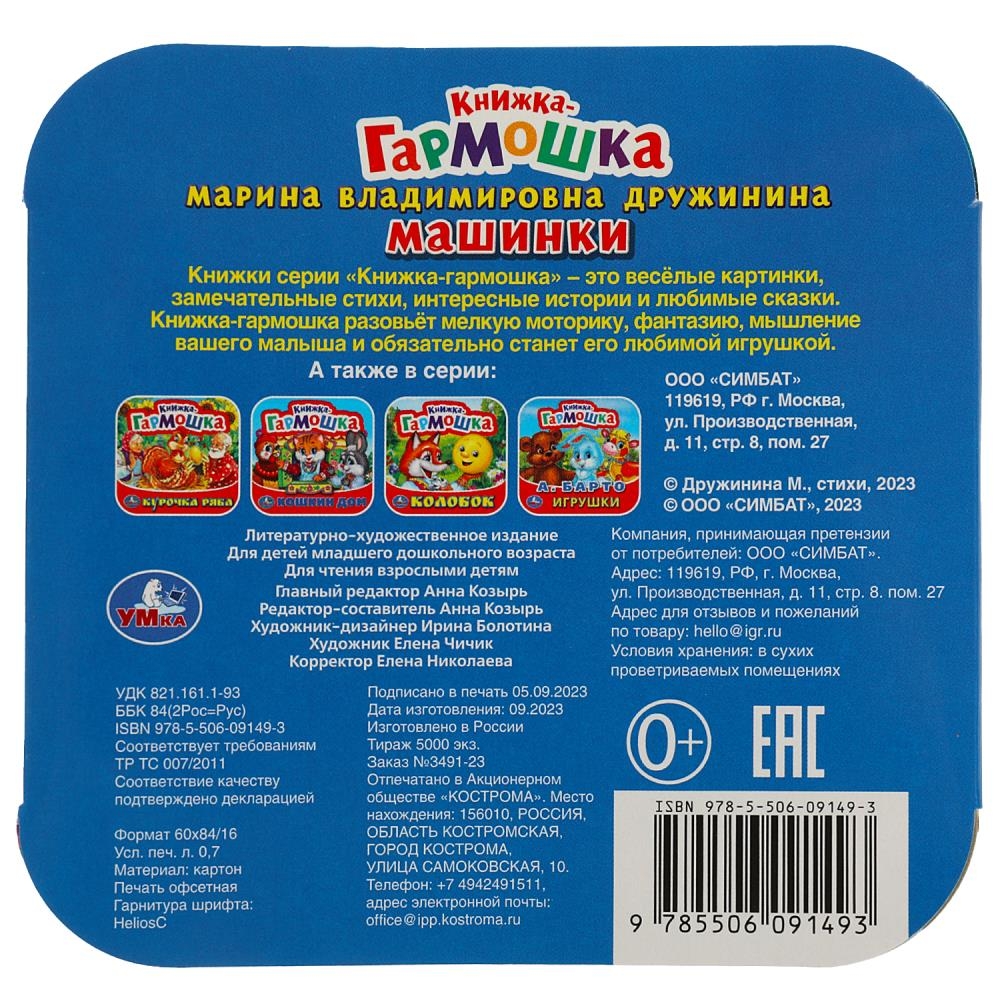 Книжка-
Гармошка
МАРИНА ВЛАДИМИРОВНА ДРУЖИНИНА
МАШИНКИ
Книжки серии «Книжка-гармошка» – это весёлые картинки,
замечательные стихи, интересные истории и любимые сказки.
Книжка-гармошка разовьёт мелкую моторику, фантазию, мышление
вашего малыша и обязательно станет его любимой игрушкой.
А также в серии:
Книжка-
Гармошка
КУРОЧКА РЯБА
Книжка-
Гармошка
КОШКИН ДОМ
Книжка-
Гармошка
КОЛОБОК
Книжка-
Гармошка
А. БАРТО
ИГРУШКИ
ООО «СИМБАТ»
119619, РФ г. Москва,
ул. Производственная,
д. 11, стр. 8, пом. 27
© Дружинина М., стихи, 2023
© ООО «СИМБАТ», 2023
Литературно-художественное издание
Для детей младшего дошкольного возраста
Для чтения взрослыми детям
Главный редактор Анна Козырь
Редактор-составитель Анна Козырь
Художник-дизайнер Ирина Болотина
Художник Елена Чичик
Корректор Елена Николаева
УМка
Компания, принимающая претензии
от потребителей: ООО «СИМБАТ».
Адрес: 119619, РФ, г. Москва,
ул. Производственная, д. 11, стр. 8. пом. 27
Адрес для отзывов и пожеланий
по товару: hello@igr.ru
Условия хранения: в сухих
проветриваемых помещениях
УДК 821.161.1-93
ББК 84(2Рос=Рус)
ISBN 978-5-506-09149-3
Соответствует требованиям
ТР ТС 007/2011
Соответствие качеству
подтверждено декларацией
Формат 60x84/16
Усл. печ. л. 0,7
Материал: картон
Печать офсетная
Гарнитура шрифта:
HeliosC
Подписано в печать 05.09.2023
Дата изготовления: 09.2023
Изготовлено в России
Тираж 5000 экз.
Заказ №3491-23
Отпечатано в Акционерном
обществе «КОСТРОМА». Место
нахождения: 156010, РОССИЯ,
ОБЛАСТЬ КОСТРОМСКАЯ,
ГОРОД КОСТРОМА,
УЛИЦА САМОКОВСКАЯ, 10.
Телефон: +7 4942491511,
адрес электронной почты:
office@ipp.kostroma.ru
0+
EAC
ISBN 978-5-506-09149-3
9 785506 091493